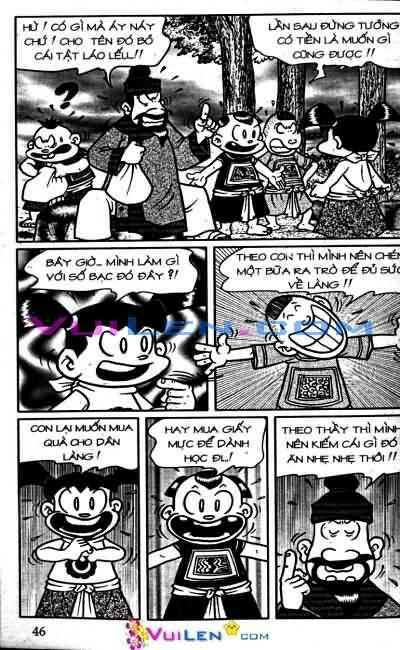 HỨ ! CÓ GÌ MÀ ÁY NÁY
CHỨ ! CHO TÊN ĐÓ BỎ
CÁI TẬT LÁO LẾU...!!
LẦN SAU ĐỪNG TƯỞNG
CÓ TIỀN LÀ MUỐN GÌ
CŨNG ĐƯỢC !!
?
BÂY GIỜ... MÌNH LÀM GÌ
VỚI SỐ BẠC ĐÓ ĐÂY ?!
THEO CON THÌ MÌNH NÊN CHÉN
MỘT BỮA RA TRÒ ĐỂ ĐỦ SỨC
VỀ LÀNG !!
VUILEN.COM
CON LẠI MUỐN MUA
QUÀ CHO DÂN
LÀNG !
HAY MUA GIẤY
MỰC ĐỂ DÀNH
HỌC ĐI...!
THEO THẦY THÌ MÌNH
NÊN KIẾM CÁI GÌ ĐÓ
ĂN NHẸ NHẸ THÔI !!
46
VUILEN.COM